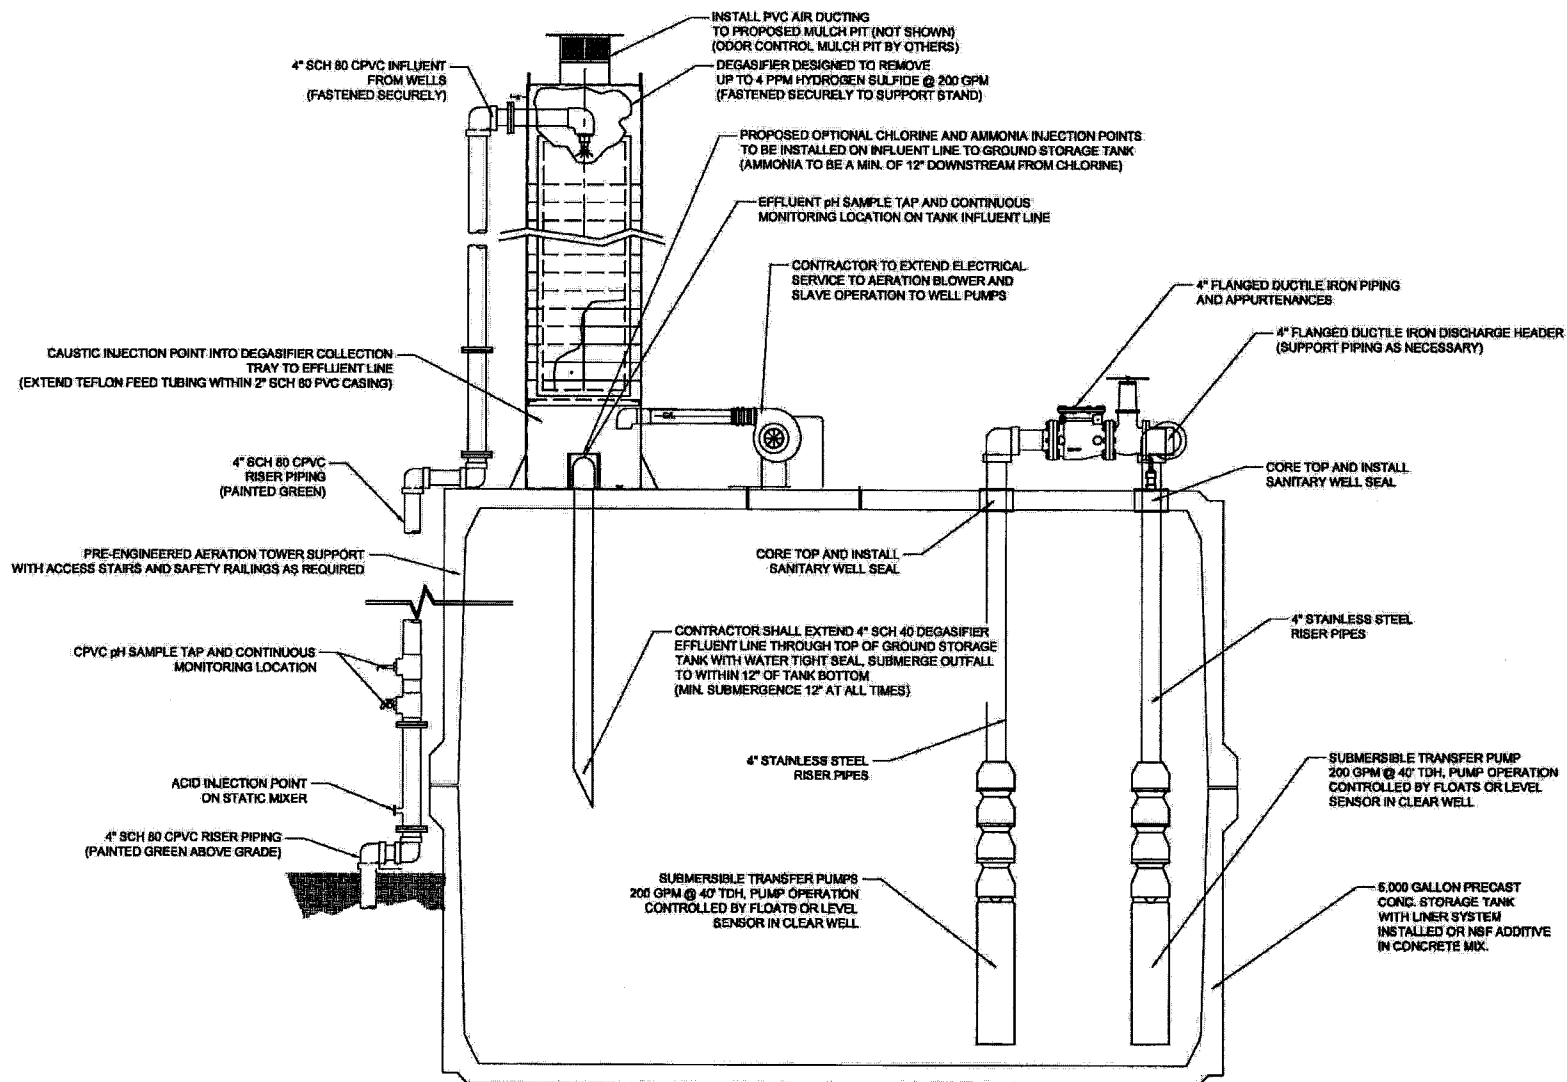 INSTALL PVC AIR DUCTING
TO PROPOSED MULCH PIT (NOT SHOWN)
(ODOR CONTROL MULCH PIT BY OTHERS)
4" SCH 80 CPVC INFLUENT
FROM WELLS
(FASTENED SECURELY)
DEGASIFIER DESIGNED TO REMOVE
UP TO 4 PPM HYDROGEN SULFIDE @ 200 GPM
(FASTENED SECURELY TO SUPPORT STAND)
PROPOSED OPTIONAL CHLORINE AND AMMONIA INJECTION POINTS
TO BE INSTALLED ON INFLUENT LINE TO GROUND STORAGE TANK
(AMMONIA TO BE A MIN. OF 12" DOWNSTREAM FROM CHLORINE)
EFFLUENT pH SAMPLE TAP AND CONTINUOUS
MONITORING LOCATION ON TANK INFLUENT LINE
CONTRACTOR TO EXTEND ELECTRICAL
SERVICE TO AERATION BLOWER AND
SLAVE OPERATION TO WELL PUMPS
4" FLANGED DUCTILE IRON PIPING
AND APPURTENANCES
4" FLANGED DUCTILE IRON DISCHARGE HEADER
(SUPPORT PIPING AS NECESSARY)
CAUSTIC INJECTION POINT INTO DEGASIFIER COLLECTION
TRAY TO EFFLUENT LINE
(EXTEND TEFLON FEED TUBING WITHIN 2" SCH 80 PVC CASING)
4" SCH 80 CPVC
RISER PIPING
(PAINTED GREEN)
CORE TOP AND INSTALL
SANITARY WELL SEAL
PRE-ENGINEERED AERATION TOWER SUPPORT
WITH ACCESS STAIRS AND SAFETY RAILINGS AS REQUIRED
CORE TOP AND INSTALL
SANITARY WELL SEAL
CONTRACTOR SHALL EXTEND 4" SCH 40 DEGASIFIER
EFFLUENT LINE THROUGH TOP OF GROUND STORAGE
TANK WITH WATER TIGHT SEAL, SUBMERGE OUTFALL
TO WITHIN 12" OF TANK BOTTOM
(MIN. SUBMERGENCE 12" AT ALL TIMES)
4" STAINLESS STEEL
RISER PIPES
CPVC pH SAMPLE TAP AND CONTINUOUS
MONITORING LOCATION
4" STAINLESS STEEL
RISER PIPES
SUBMERSIBLE TRANSFER PUMP
200 GPM @ 40' TDH, PUMP OPERATION
CONTROLLED BY FLOATS OR LEVEL
SENSOR IN CLEAR WELL
ACID INJECTION POINT
ON STATIC MIXER
4" SCH 80 CPVC RISER PIPING
(PAINTED GREEN ABOVE GRADE)
SUBMERSIBLE TRANSFER PUMPS
200 GPM @ 40' TDH, PUMP OPERATION
CONTROLLED BY FLOATS OR LEVEL
SENSOR IN CLEAR WELL
5,000 GALLON PRECAST
CONC. STORAGE TANK
WITH LINER SYSTEM
INSTALLED OR NSF ADDITIVE
IN CONCRETE MIX.